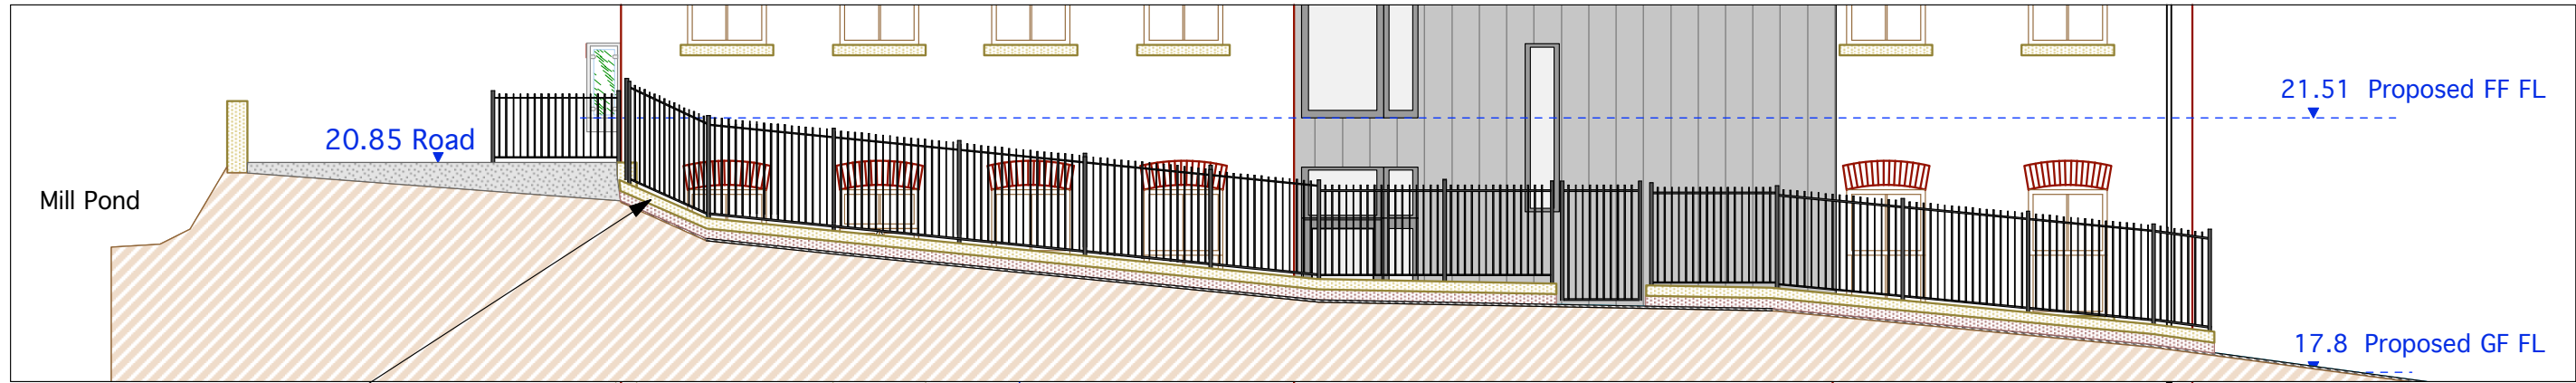 21.51 Proposed FF FL
20.85 Road
Mill Pond
17.8 Proposed GF FL